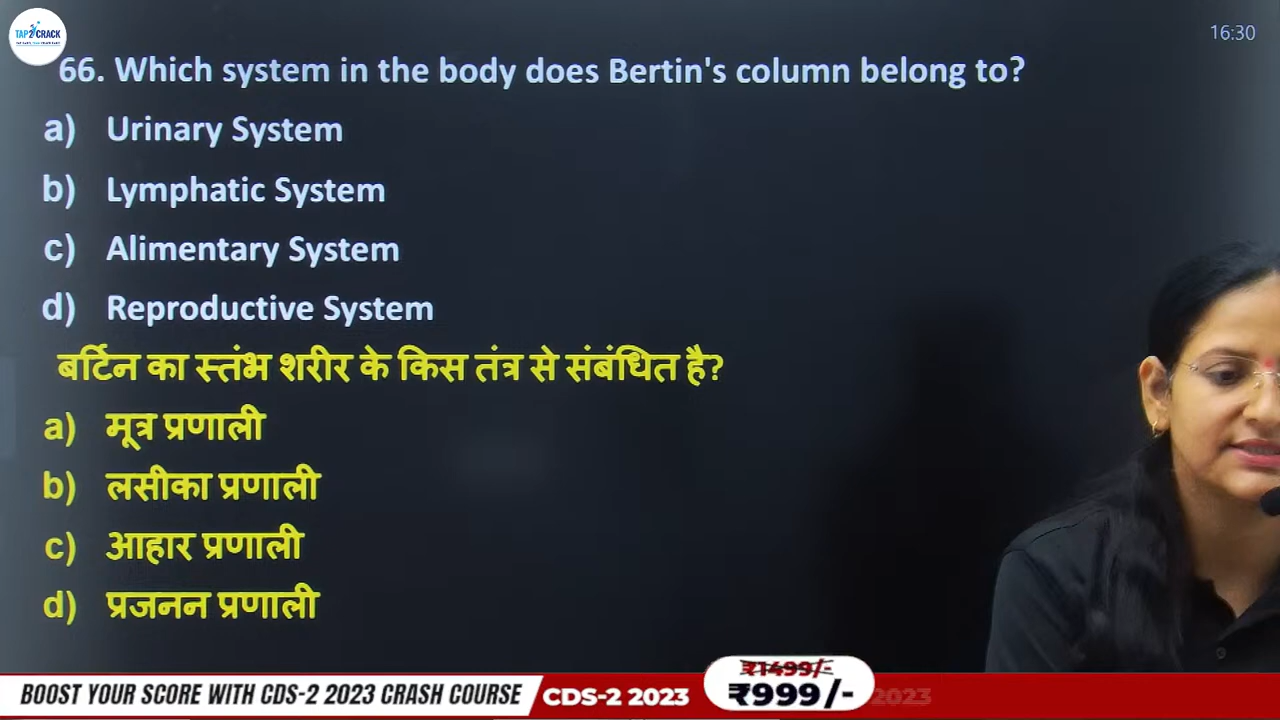 TAP2CRACK
16:30
66. Which system in the body does Bertin's column belong to?
a) Urinary System
b) Lymphatic System
c) Alimentary System
d) Reproductive System
बर्टिन का स्तंभ शरीर के किस तंत्र से संबंधित है?
a) मूत्र प्रणाली
b) लसीका प्रणाली
c) आहार प्रणाली
d) प्रजनन प्रणाली
BOOST YOUR SCORE WITH CDS-2 2023 CRASH COURSE
CDS-2 2023
₹1499/-
₹999/-
2023